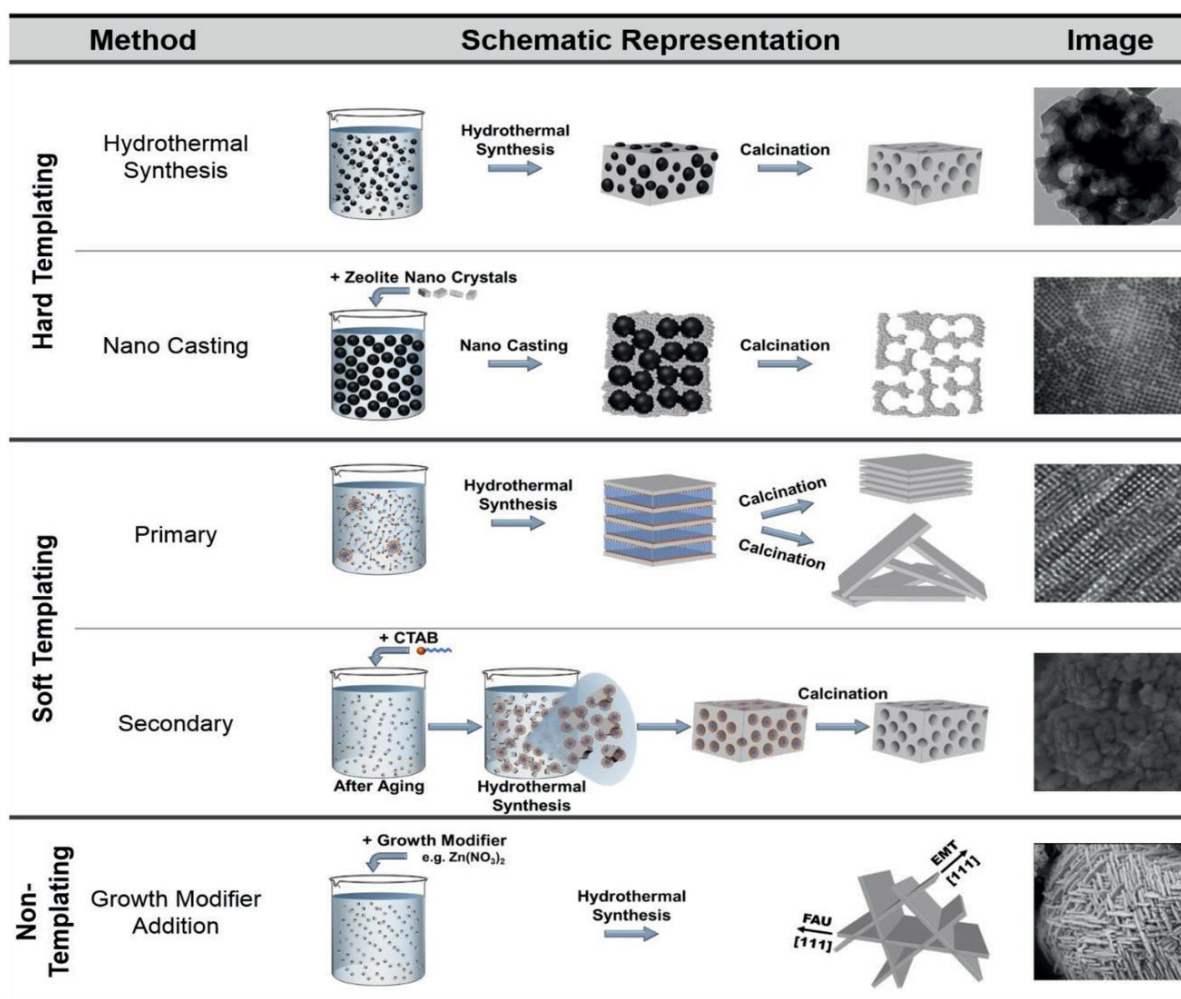 Method
Schematic Representation
Image
Hard Templating
Hydrothermal
Synthesis
Hydrothermal
Synthesis
Calcination
Nano Casting
+ Zeolite Nano Crystals
Nano Casting
Calcination
Soft Templating
Primary
Hydrothermal
Synthesis
Calcination
Calcination
Secondary
+ CTAB
After Aging
Hydrothermal
Synthesis
Calcination
Non-
Templating
Growth Modifier
Addition
+ Growth Modifier
e.g. Zn(NO₃)₂
Hydrothermal
Synthesis
EMT
[111]
FAU
[111]